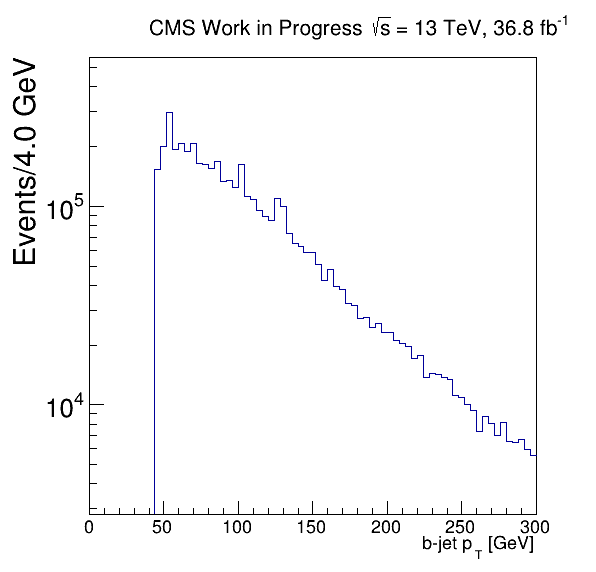 CMS Work in Progress √s = 13 TeV, 36.8 fb⁻¹
Events/4.0 GeV
10⁵
10⁴
0 50 100 150 200 250 300
b-jet p_T [GeV]